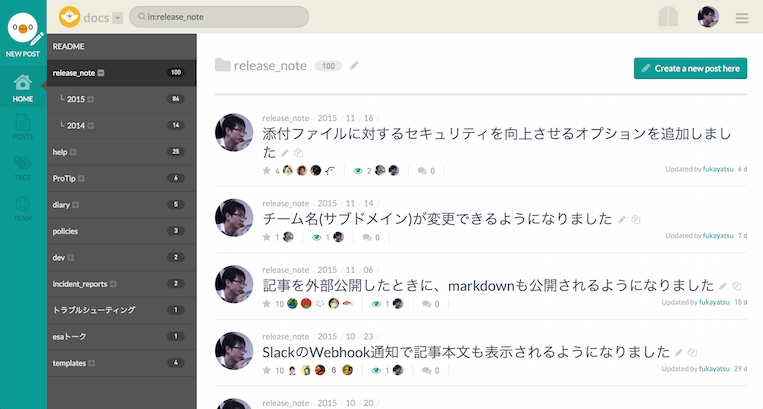 docs
in:release_note
NEW POST
HOME
POSTS
TAGS
TEAM
README
release_note 100
└ 2015 86
└ 2014 14
help 25
ProTip 6
diary 5
policies 3
dev 2
incident_reports 2
トラブルシューティング 1
esaトーク 1
templates 4
release_note 100
Create a new post here
release_note / 2015 / 11 / 16 /
添付ファイルに対するセキュリティを向上させるオプションを追加しまし
た
4 2 0
Updated by fukayatsu 6 d
release_note / 2015 / 11 / 14 /
チーム名(サブドメイン)が変更できるようになりました
1 1 0
Updated by fukayatsu 7 d
release_note / 2015 / 11 / 06 /
記事を外部公開したときに、markdownも公開されるようになりました
10 1 0
Updated by fukayatsu 15 d
release_note / 2015 / 10 / 23 /
SlackのWebhook通知で記事本文も表示されるようになりました
10 1 0
Updated by fukayatsu 29 d
release_note / 2015 / 10 / 20 /